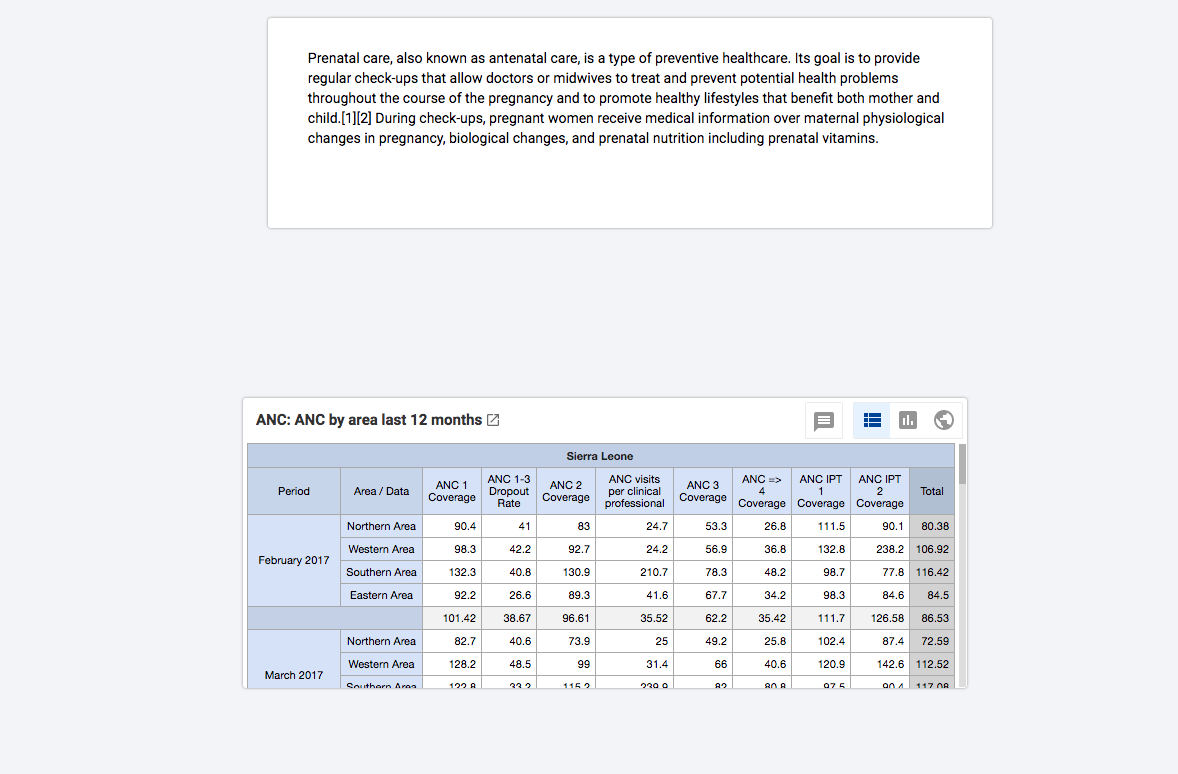 Prenatal care, also known as antenatal care, is a type of preventive healthcare. Its goal is to provide
regular check-ups that allow doctors or midwives to treat and prevent potential health problems
throughout the course of the pregnancy and to promote healthy lifestyles that benefit both mother and
child.[1][2] During check-ups, pregnant women receive medical information over maternal physiological
changes in pregnancy, biological changes, and prenatal nutrition including prenatal vitamins.
ANC: ANC by area last 12 months
Sierra Leone
Period Area / Data ANC 1 Coverage ANC 1-3 Dropout Rate ANC 2 Coverage ANC visits per clinical professional ANC 3 Coverage ANC => 4 Coverage ANC IPT 1 Coverage ANC IPT 2 Coverage Total
February 2017
Northern Area 90.4 41 83 24.7 53.3 26.8 111.5 90.1 80.38
Western Area 98.3 42.2 92.7 24.2 56.9 36.8 132.8 238.2 106.92
Southern Area 132.3 40.8 130.9 210.7 78.3 48.2 98.7 77.8 116.42
Eastern Area 92.2 26.6 89.3 41.6 67.7 34.2 98.3 84.6 84.5
101.42 38.67 96.61 35.52 62.2 35.42 111.7 126.58 86.53
March 2017
Northern Area 82.7 40.6 73.9 25 49.2 25.8 102.4 87.4 72.59
Western Area 128.2 48.5 99 31.4 66 40.6 120.9 142.6 112.52
Southern Area